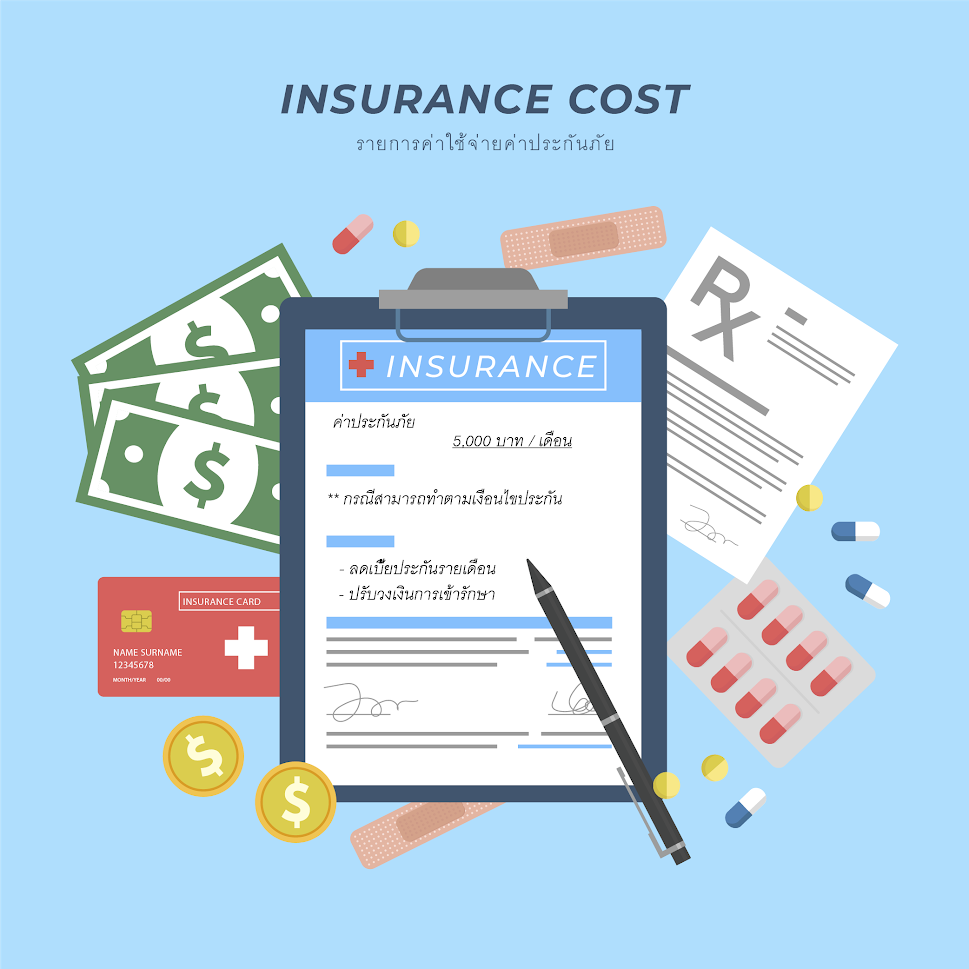 INSURANCE COST
รายการค่าใช้จ่ายค่าประกันภัย
Rx
INSURANCE
ค่าประกันภัย
5,000 บาท / เดือน
** กรณีสามารถทำตามเงือนไขประกัน
- ลดเบี้ยประกันรายเดือน
- ปรับวงเงินการเข้ารักษา
INSURANCE CARD
NAME SURNAME
12345678
MONTH/YEAR 00/00